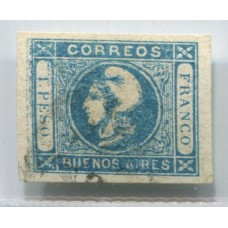 CORREOS
1. PESO
FRANCO
BUENOS AIRES